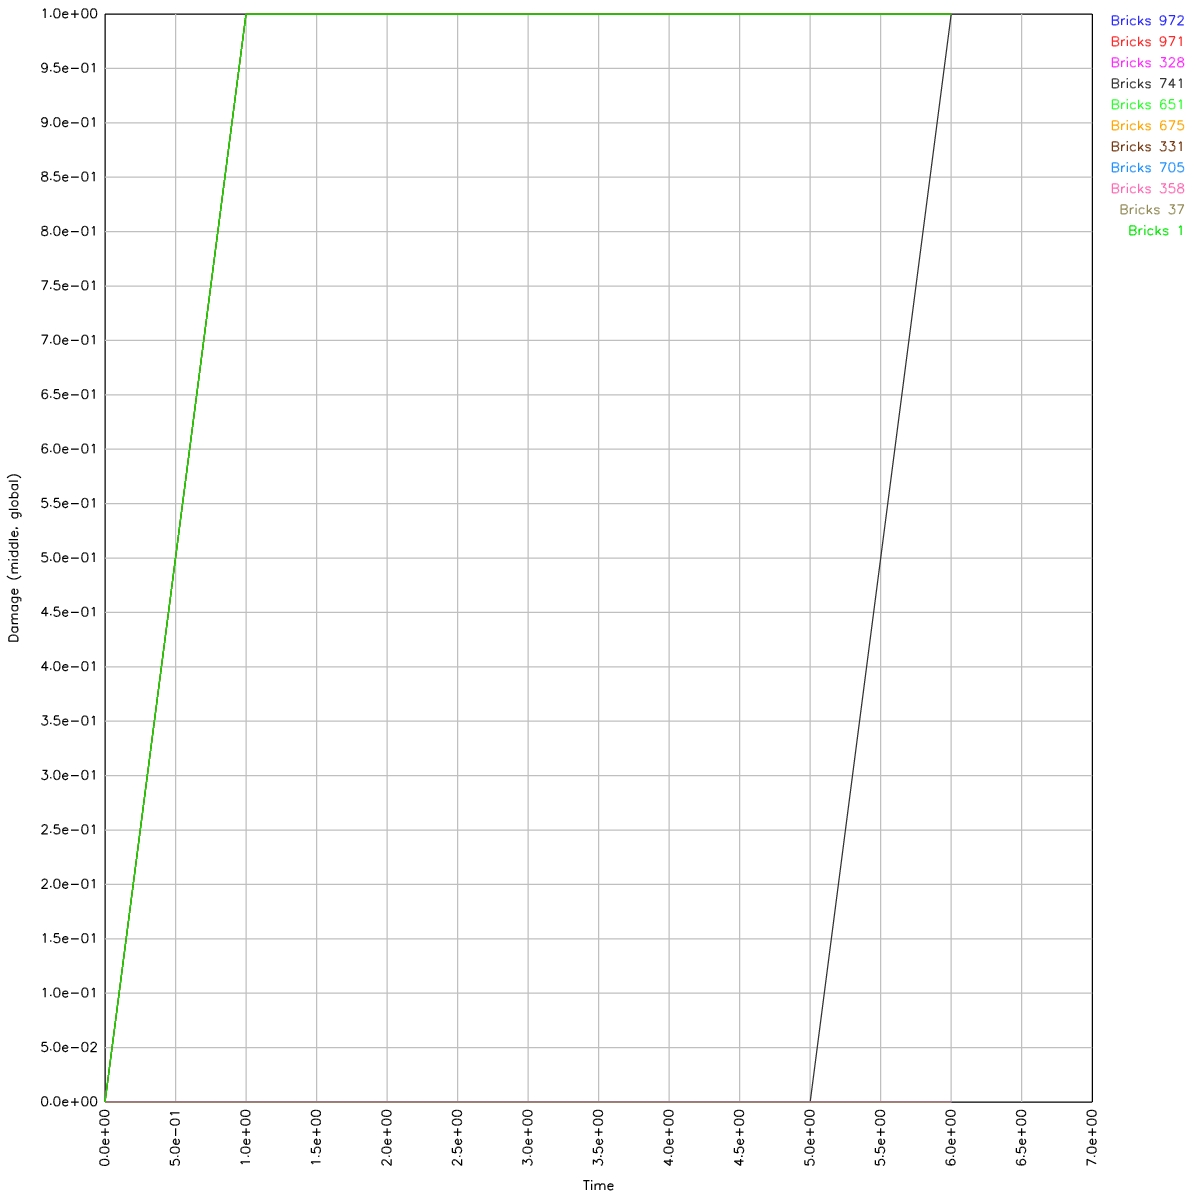 1.0e+00
9.5e−01
9.0e−01
8.5e−01
8.0e−01
7.5e−01
7.0e−01
6.5e−01
6.0e−01
5.5e−01
5.0e−01
4.5e−01
4.0e−01
3.5e−01
3.0e−01
2.5e−01
2.0e−01
1.5e−01
1.0e−01
5.0e−02
0.0e+00
Damage (middle, global)
0.0e+00
5.0e−01
1.0e+00
1.5e+00
2.0e+00
2.5e+00
3.0e+00
3.5e+00
4.0e+00
4.5e+00
5.0e+00
5.5e+00
6.0e+00
6.5e+00
7.0e+00
Time
Bricks 972
Bricks 971
Bricks 328
Bricks 741
Bricks 651
Bricks 675
Bricks 331
Bricks 705
Bricks 358
Bricks 37
Bricks 1